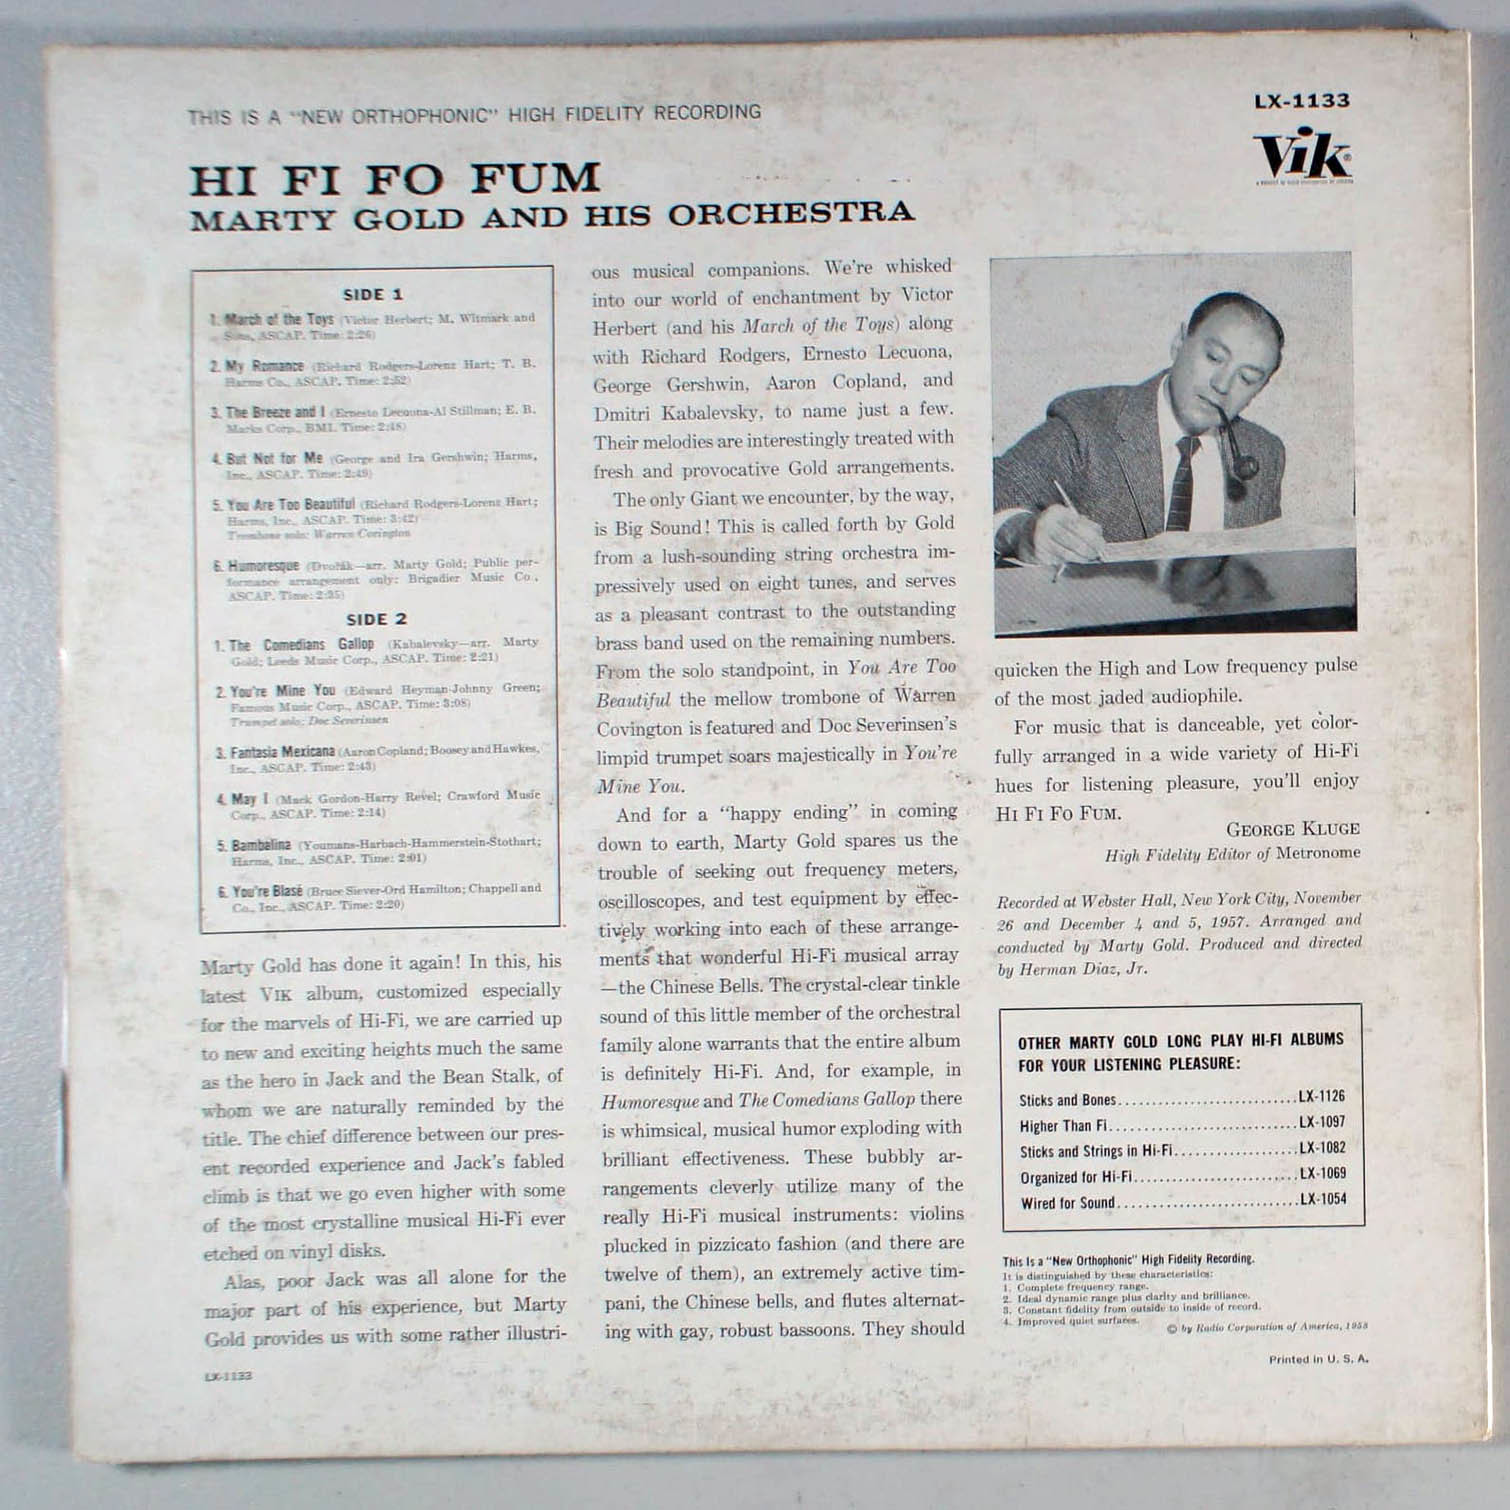 THIS IS A "NEW ORTHOPHONIC" HIGH FIDELITY RECORDING
LX-1133
Vik
HI FI FO FUM
MARTY GOLD AND HIS ORCHESTRA
SIDE 1
1. March of the Toys (Victor Herbert; M. Witmark and
Sons, ASCAP. Time: 2:26)
2. My Romance (Richard Rodgers-Lorenz Hart; T. B.
Harms Co., ASCAP. Time: 2:52)
3. The Breeze and I (Ernesto Lecuona-Al Stillman; E. B.
Marks Corp., BMI. Time: 2:48)
4. But Not for Me (George and Ira Gershwin; Harms,
Inc., ASCAP. Time: 2:49)
5. You Are Too Beautiful (Richard Rodgers-Lorenz Hart;
Harms, Inc., ASCAP. Time: 3:42)
Trombone solo: Warren Covington
6. Humoresque (Dvořák—arr. Marty Gold; Public per-
formance arrangement only: Brigadier Music Co.,
ASCAP. Time: 2:35)
SIDE 2
1. The Comedians Gallop (Kabalevsky—arr. Marty
Gold; Leeds Music Corp., ASCAP. Time: 2:21)
2. You're Mine You (Edward Heyman-Johnny Green;
Famous Music Corp., ASCAP. Time: 3:08)
Trumpet solo: Doc Severinsen
3. Fantasia Mexicana (Aaron Copland; Boosey and Hawkes,
Inc., ASCAP. Time: 2:43)
4. May I (Mack Gordon-Harry Revel; Crawford Music
Corp., ASCAP. Time: 2:14)
5. Bambalina (Youmans-Harbach-Hammerstein-Stothart;
Harms, Inc., ASCAP. Time: 2:01)
6. You're Blasé (Bruce Siever-Ord Hamilton; Chappell and
Co., Inc., ASCAP. Time: 2:20)
Marty Gold has done it again! In this, his
latest VIK album, customized especially
for the marvels of Hi-Fi, we are carried up
to new and exciting heights much the same
as the hero in Jack and the Bean Stalk, of
whom we are naturally reminded by the
title. The chief difference between our pres-
ent recorded experience and Jack's fabled
climb is that we go even higher with some
of the most crystalline musical Hi-Fi ever
etched on vinyl disks.
Alas, poor Jack was all alone for the
major part of his experience, but Marty
Gold provides us with some rather illustri-
LX-1133
ous musical companions. We're whisked
into our world of enchantment by Victor
Herbert (and his March of the Toys) along
with Richard Rodgers, Ernesto Lecuona,
George Gershwin, Aaron Copland, and
Dmitri Kabalevsky, to name just a few.
Their melodies are interestingly treated with
fresh and provocative Gold arrangements.
The only Giant we encounter, by the way,
is Big Sound! This is called forth by Gold
from a lush-sounding string orchestra im-
pressively used on eight tunes, and serves
as a pleasant contrast to the outstanding
brass band used on the remaining numbers.
From the solo standpoint, in You Are Too
Beautiful the mellow trombone of Warren
Covington is featured and Doc Severinsen's
limpid trumpet soars majestically in You're
Mine You.
And for a "happy ending" in coming
down to earth, Marty Gold spares us the
trouble of seeking out frequency meters,
oscilloscopes, and test equipment by effec-
tively working into each of these arrange-
ments that wonderful Hi-Fi musical array
—the Chinese Bells. The crystal-clear tinkle
sound of this little member of the orchestral
family alone warrants that the entire album
is definitely Hi-Fi. And, for example, in
Humoresque and The Comedians Gallop there
is whimsical, musical humor exploding with
brilliant effectiveness. These bubbly ar-
rangements cleverly utilize many of the
really Hi-Fi musical instruments: violins
plucked in pizzicato fashion (and there are
twelve of them), an extremely active tim-
pani, the Chinese bells, and flutes alternat-
ing with gay, robust bassoons. They should
quicken the High and Low frequency pulse
of the most jaded audiophile.
For music that is danceable, yet color-
fully arranged in a wide variety of Hi-Fi
hues for listening pleasure, you'll enjoy
HI FI FO FUM.
GEORGE KLUGE
High Fidelity Editor of Metronome
Recorded at Webster Hall, New York City, November
26 and December 4 and 5, 1957. Arranged and
conducted by Marty Gold. Produced and directed
by Herman Diaz, Jr.
OTHER MARTY GOLD LONG PLAY HI-FI ALBUMS
FOR YOUR LISTENING PLEASURE:
Sticks and Bones..........................LX-1126
Higher Than Fi............................LX-1097
Sticks and Strings in Hi-Fi..................LX-1082
Organized for Hi-Fi........................LX-1069
Wired for Sound...........................LX-1054
This Is a "New Orthophonic" High Fidelity Recording.
It is distinguished by these characteristics:
1. Complete frequency range.
2. Ideal dynamic range plus clarity and brilliance.
3. Constant fidelity from outside to inside of record.
4. Improved quiet surfaces.
© by Radio Corporation of America, 1958
Printed in U. S. A.